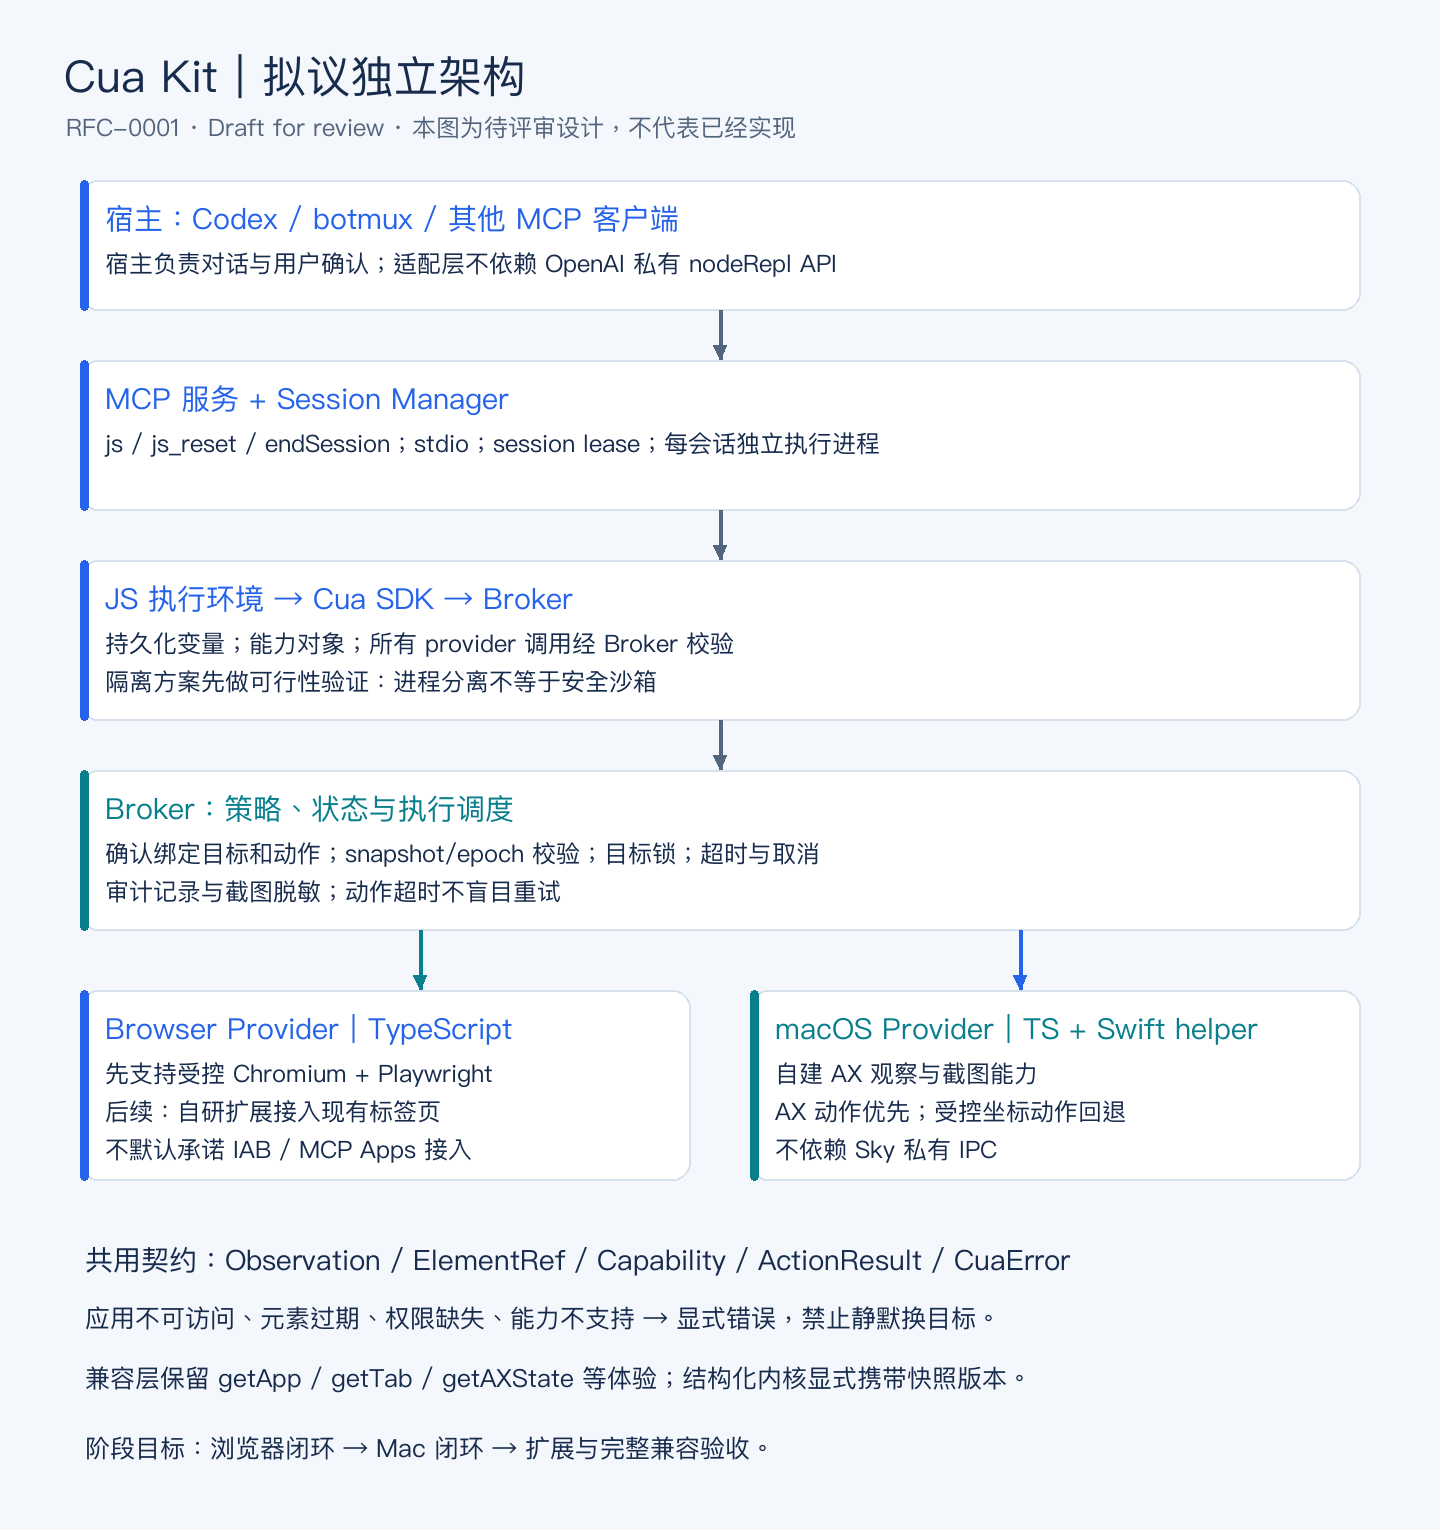 Cua Kit｜拟议独立架构
RFC-0001 · Draft for review · 本图为待评审设计，不代表已经实现
宿主：Codex / botmux / 其他 MCP 客户端
宿主负责对话与用户确认；适配层不依赖 OpenAI 私有 nodeRepl API
MCP 服务 + Session Manager
js / js_reset / endSession；stdio；session lease；每会话独立执行进程
JS 执行环境 → Cua SDK → Broker
持久化变量；能力对象；所有 provider 调用经 Broker 校验
隔离方案先做可行性验证：进程分离不等于安全沙箱
Broker：策略、状态与执行调度
确认绑定目标和动作；snapshot/epoch 校验；目标锁；超时与取消
审计记录与截图脱敏；动作超时不盲目重试
Browser Provider｜TypeScript
先支持受控 Chromium + Playwright
后续：自研扩展接入现有标签页
不默认承诺 IAB / MCP Apps 接入
macOS Provider｜TS + Swift helper
自建 AX 观察与截图能力
AX 动作优先；受控坐标动作回退
不依赖 Sky 私有 IPC
共用契约：Observation / ElementRef / Capability / ActionResult / CuaError
应用不可访问、元素过期、权限缺失、能力不支持 → 显式错误，禁止静默换目标。
兼容层保留 getApp / getTab / getAXState 等体验；结构化内核显式携带快照版本。
阶段目标：浏览器闭环 → Mac 闭环 → 扩展与完整兼容验收。